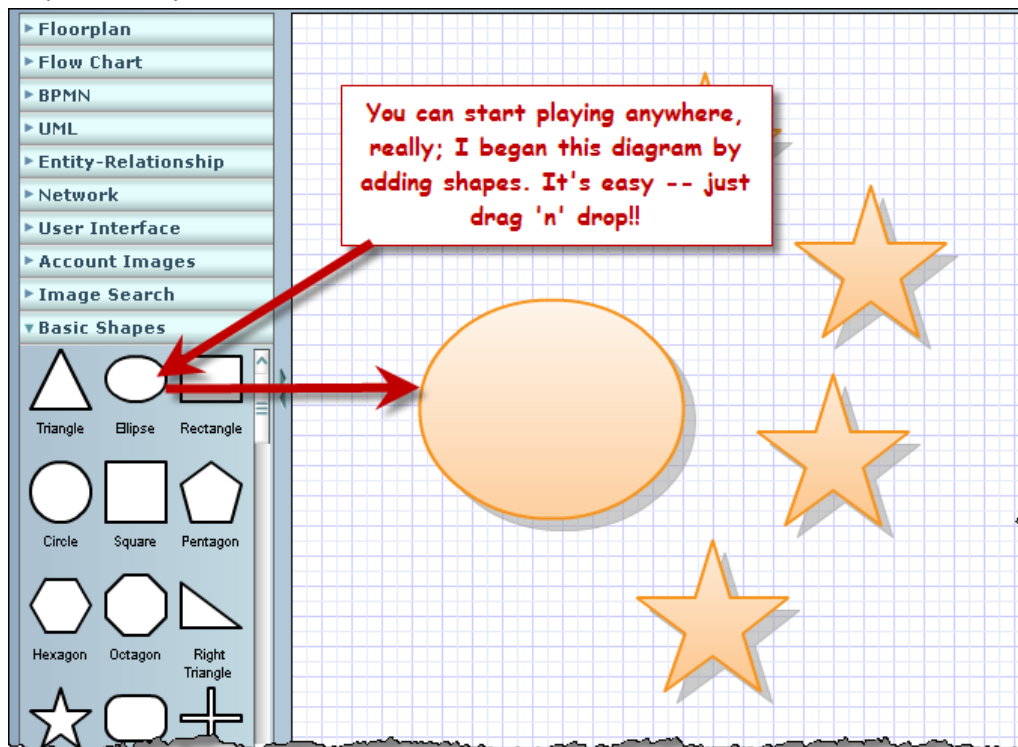 Floorplan
Flow Chart
BPMN
UML
Entity-Relationship
Network
User Interface
Account Images
Image Search
Basic Shapes
Triangle Ellipse Rectangle
Circle Square Pentagon
Hexagon Octagon Right
Triangle
You can start playing anywhere,
really; I began this diagram by
adding shapes. It's easy -- just
drag 'n' drop!!